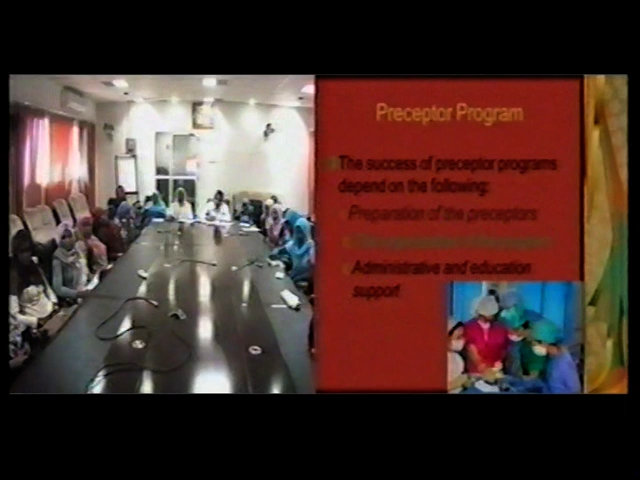 Preceptor Program
The success of preceptor programs
depend on the following:
Preparation of the preceptors
Administrative and education
support